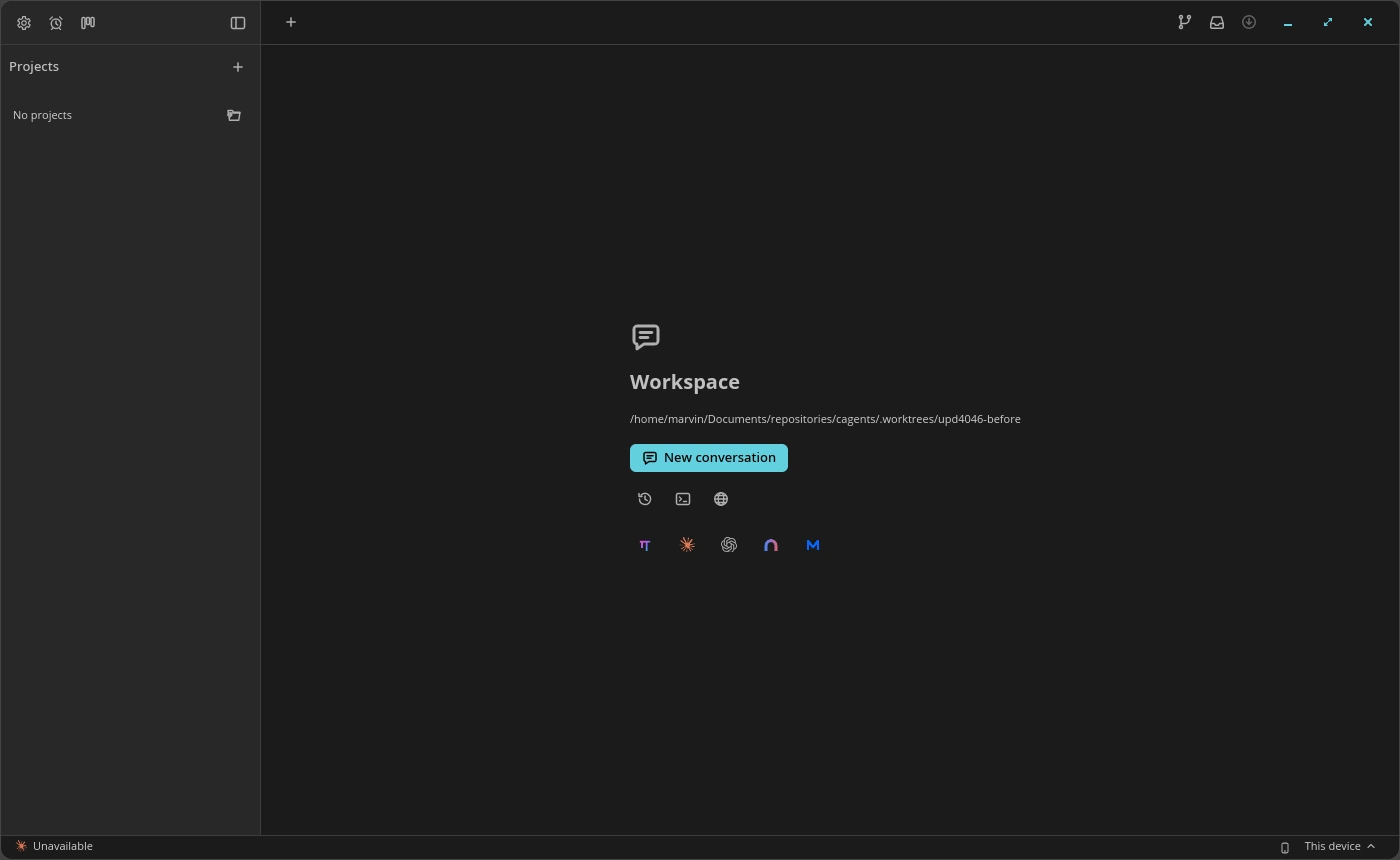 Projects
No projects
Workspace
/home/marvin/Documents/repositories/cagents/.worktrees/upd4046-before
New conversation
Unavailable
This device